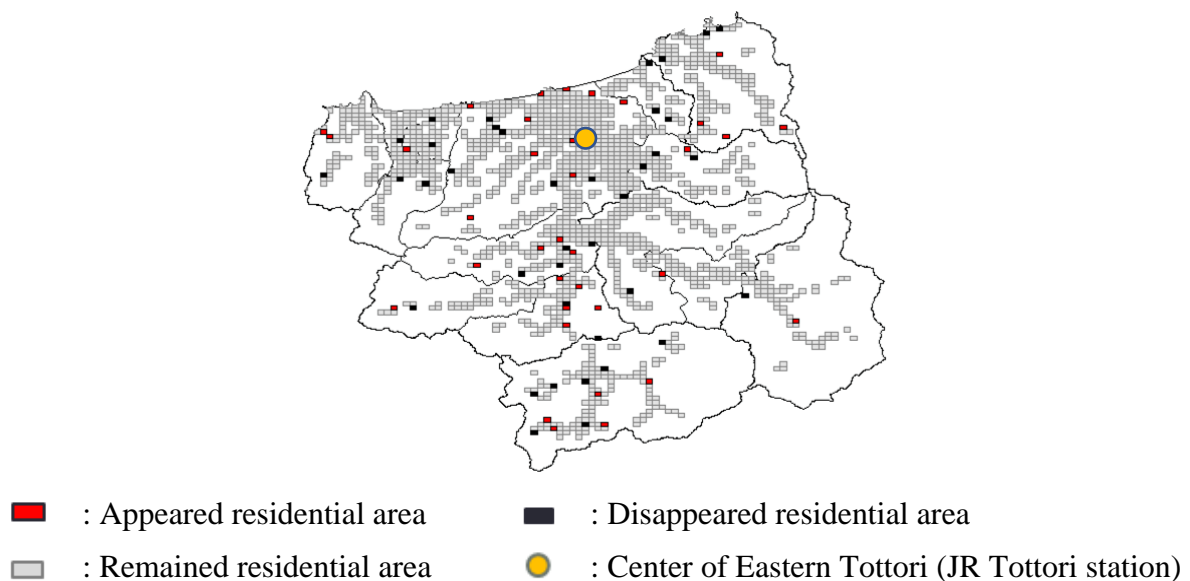 : Appeared residential area : Disappeared residential area
: Remained residential area : Center of Eastern Tottori (JR Tottori station)